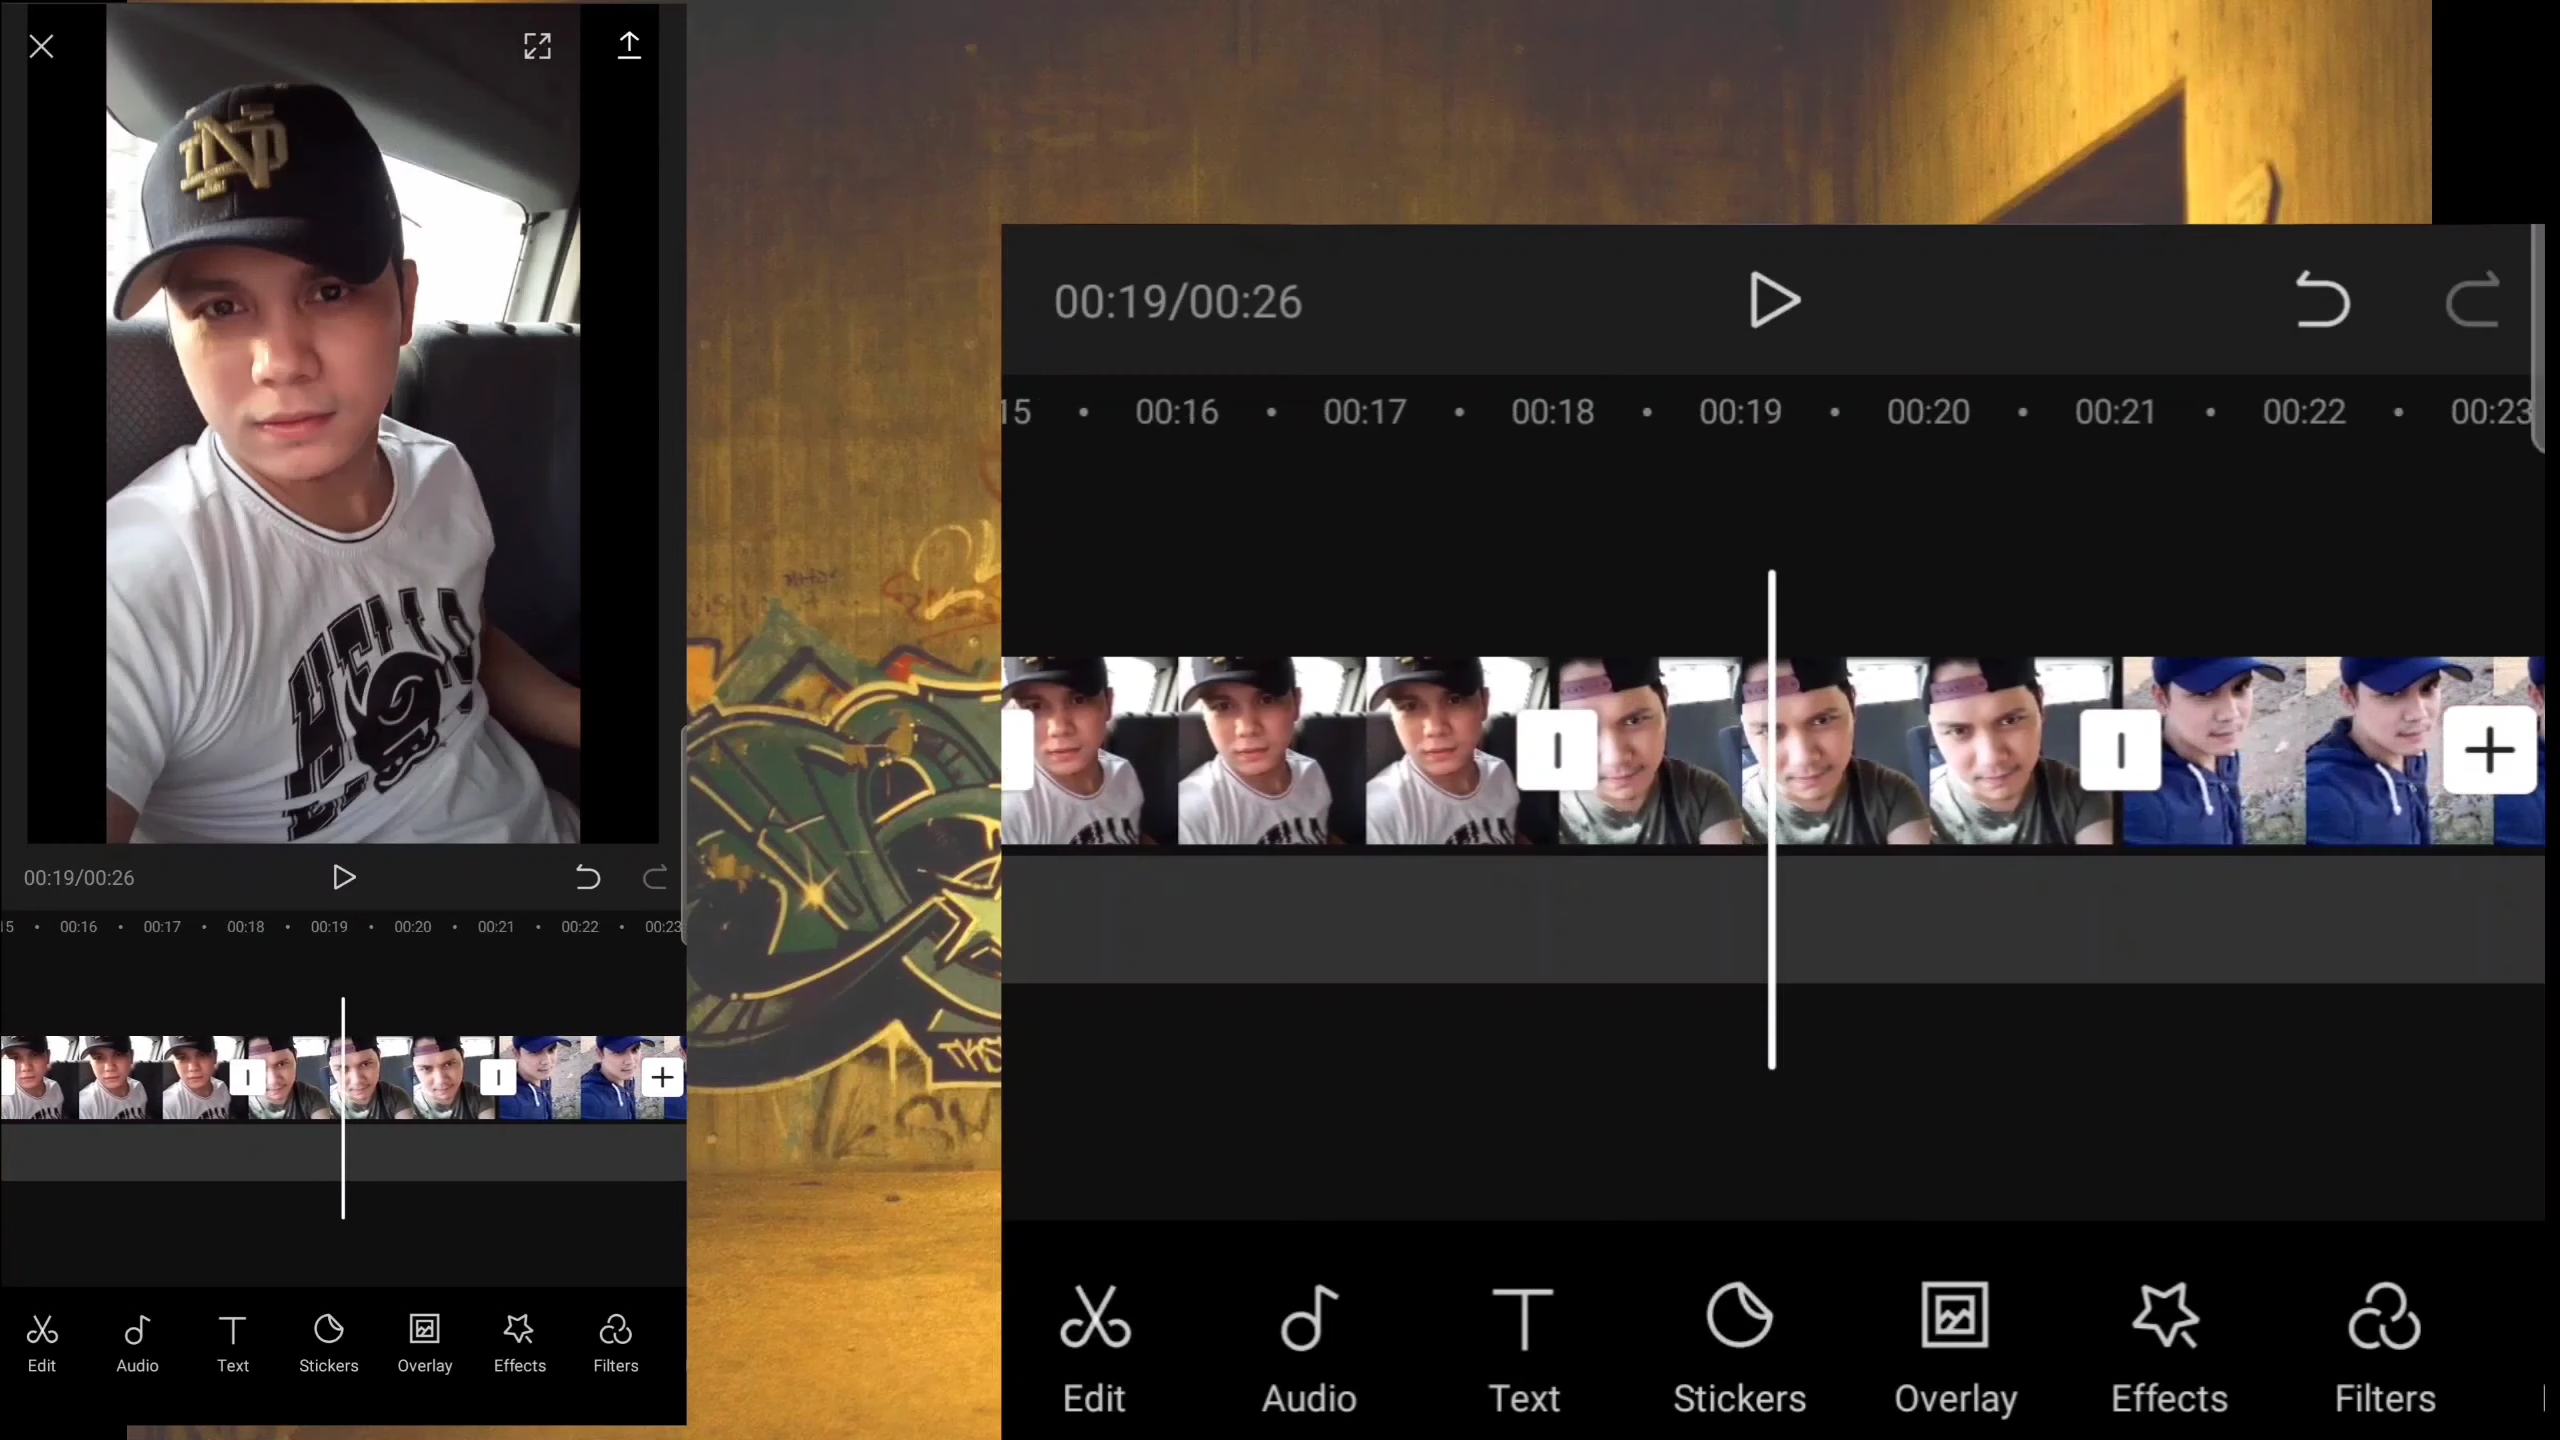 ND
HELLO
00:19/00:26
15 • 00:16 • 00:17 • 00:18 • 00:19 • 00:20 • 00:21 • 00:22 • 00:23
Edit Audio Text Stickers Overlay Effects Filters
00:19/00:26
15 • 00:16 • 00:17 • 00:18 • 00:19 • 00:20 • 00:21 • 00:22 • 00:23
Edit Audio Text Stickers Overlay Effects Filters